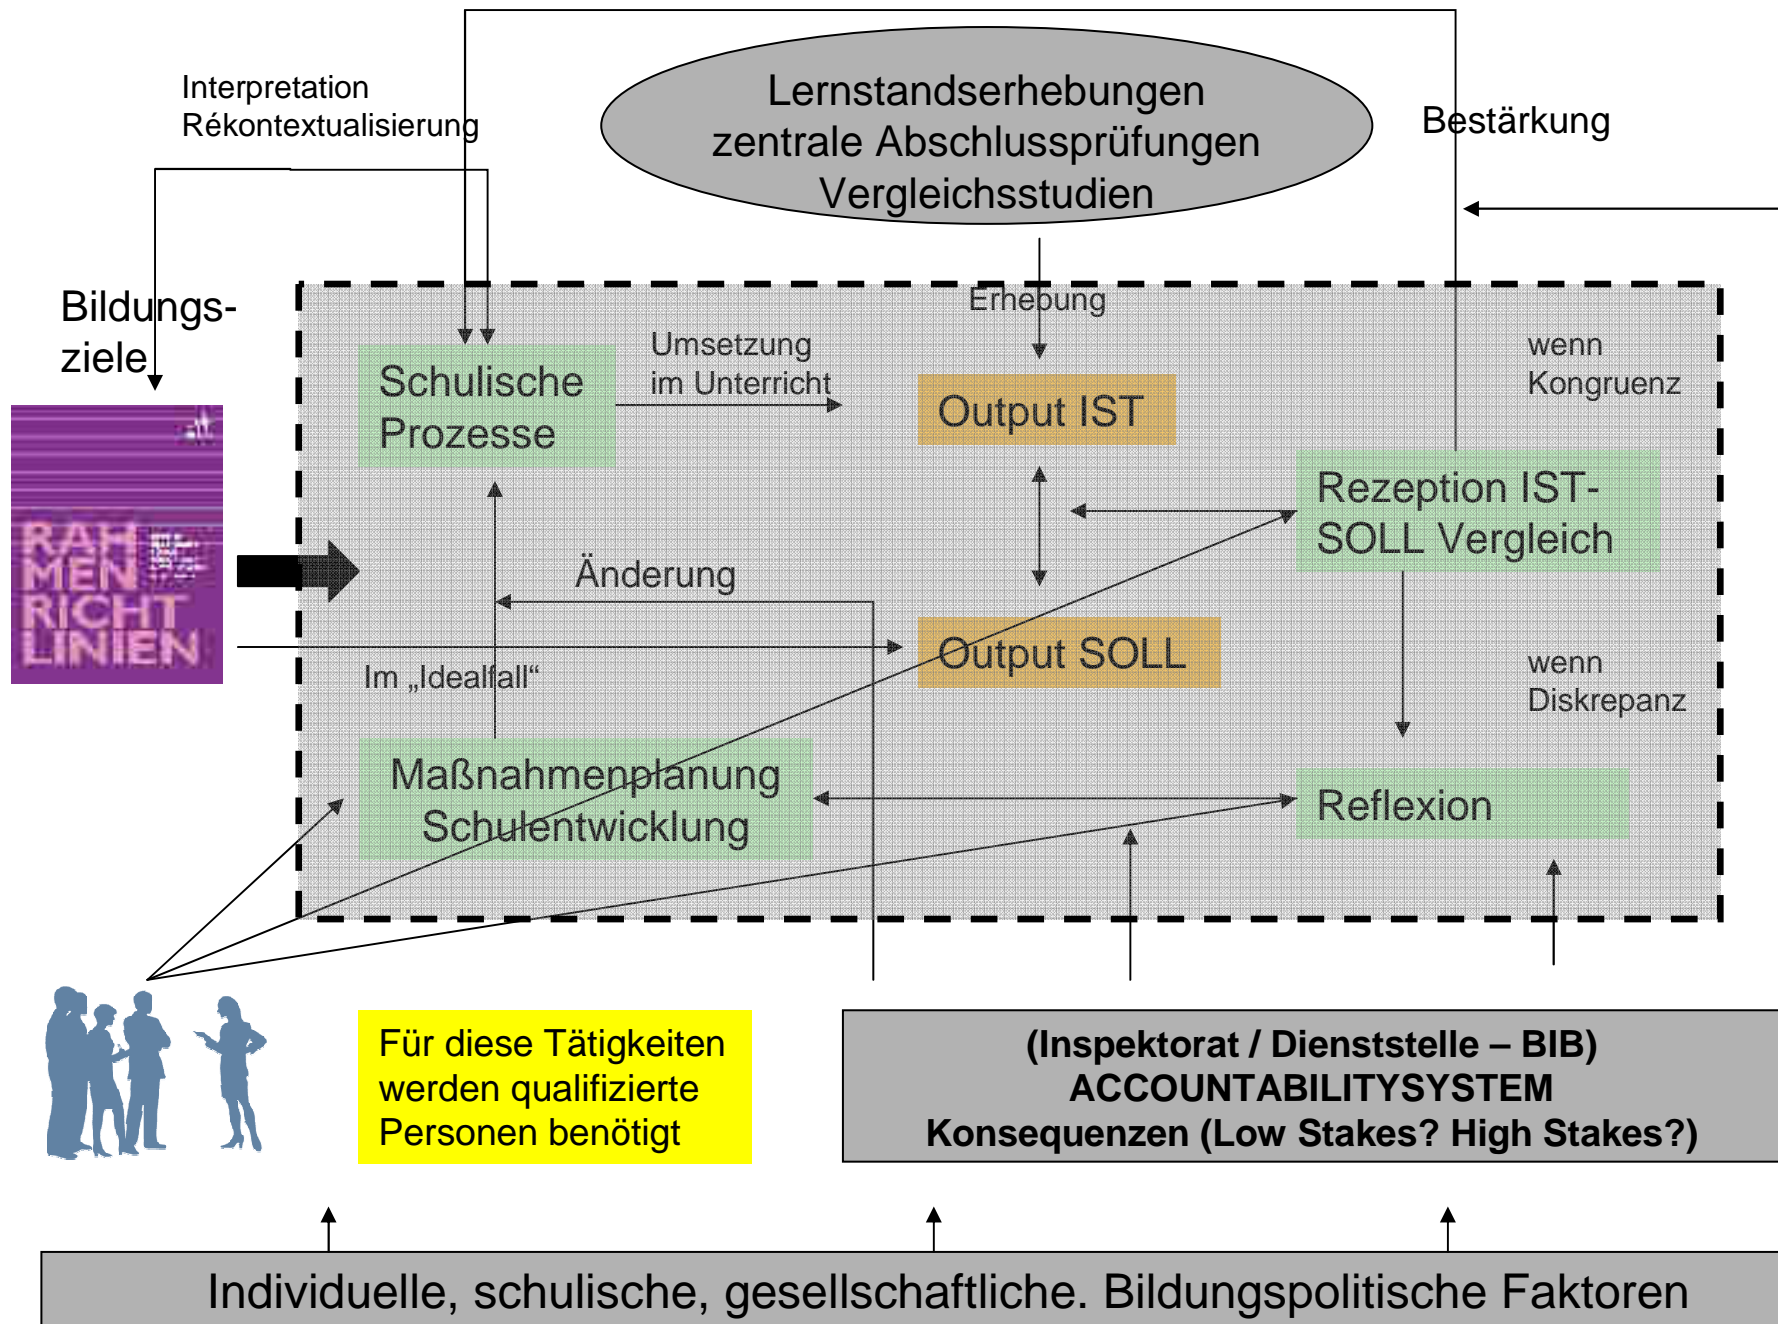 Interpretation
Rékontextualisierung
Lernstandserhebungen
zentrale Abschlussprüfungen
Vergleichsstudien
Bestärkung
Bildungs-
ziele
Erhebung
Schulische
Prozesse
Umsetzung
im Unterricht
Output IST
wenn
Kongruenz
Rezeption IST-
SOLL Vergleich
RAH
MEN
RICHT
LINIEN
Änderung
Im „Idealfall“
Output SOLL
wenn
Diskrepanz
Maßnahmenplanung
Schulentwicklung
Reflexion
Für diese Tätigkeiten
werden qualifizierte
Personen benötigt
(Inspektorat / Dienststelle – BIB)
ACCOUNTABILITYSYSTEM
Konsequenzen (Low Stakes? High Stakes?)
Individuelle, schulische, gesellschaftliche. Bildungspolitische Faktoren